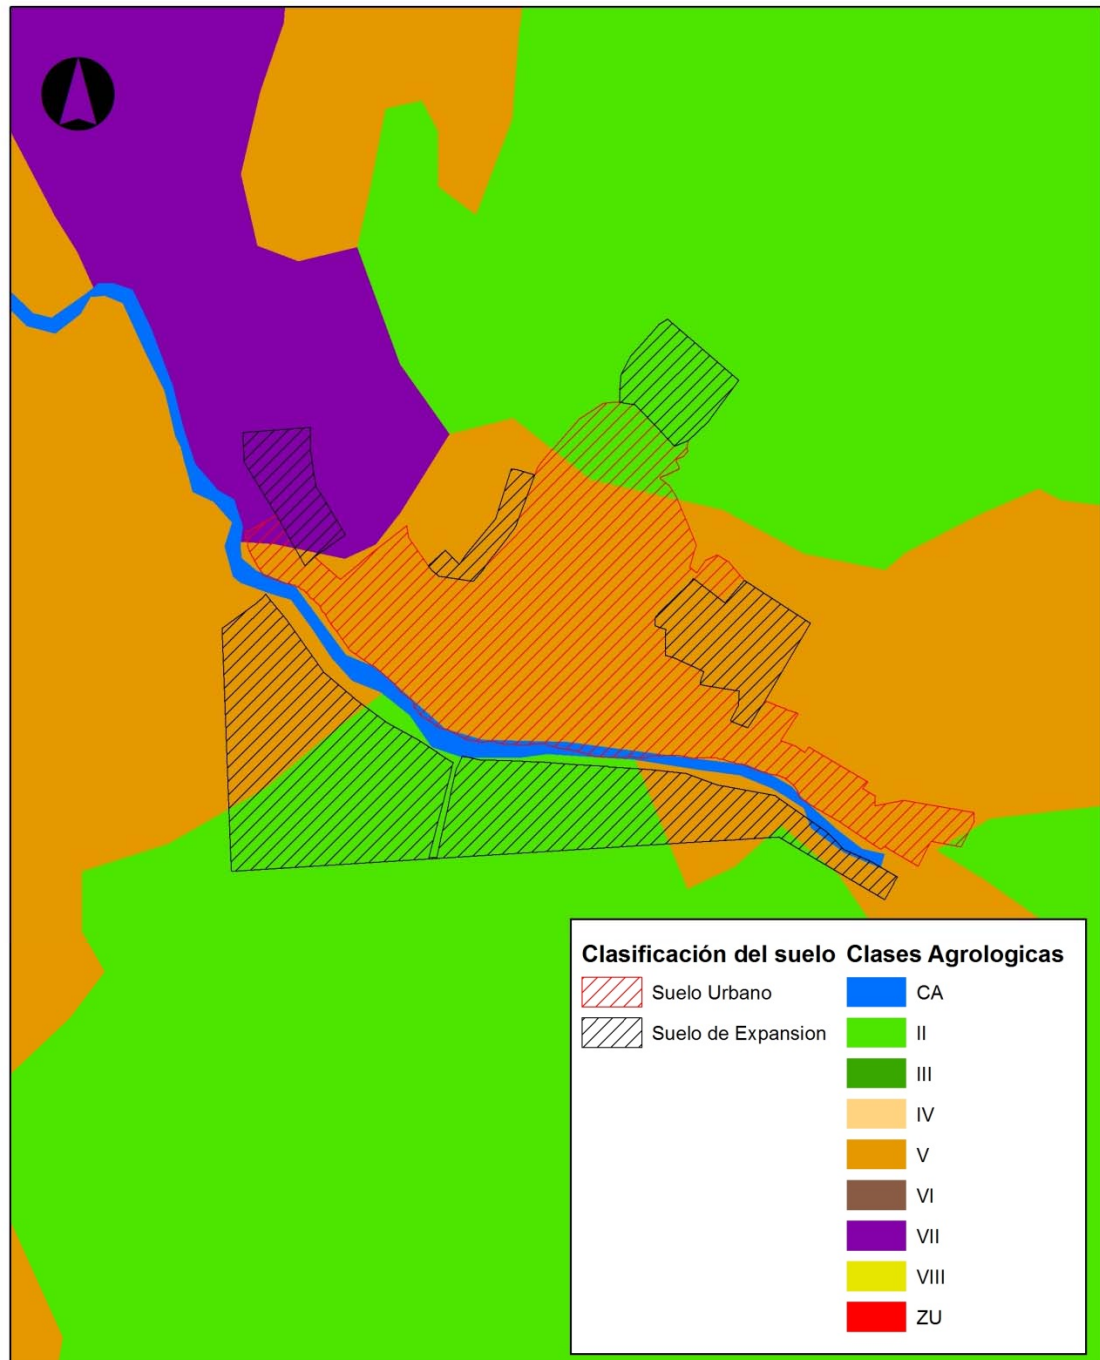 Clasificación del suelo
Suelo Urbano
Suelo de Expansion
Clases Agrologicas
CA
II
III
IV
V
VI
VII
VIII
ZU